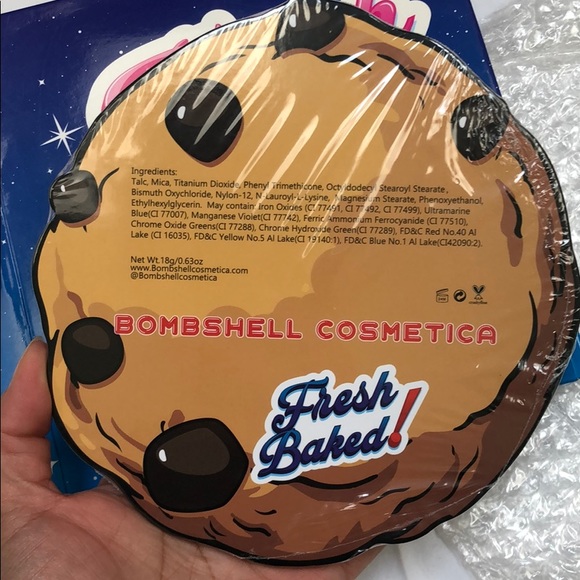 Ingredients:
Talc, Mica, Titanium Dioxide, Phenyl Trimethicone, Octyldodecyl Stearoyl Stearate,
Bismuth Oxychloride, Nylon-12, N-Lauroyl-L-Lysine, Magnesium Stearate, Phenoxyethanol,
Ethylhexylglycerin. May contain Iron Oxides (CI 77491, CI 77492, CI 77499), Ultramarine
Blue(CI 77007), Manganese Vioiet(CI 77742), Ferric Ammonium Ferrocyanide (CI 77510),
Chrome Oxide Greens(CI 77288), Chrome Hydroxide Green(CI 77289), FD&C Red No.40 Al
Lake (CI 16035), FD&C Yellow No.5 Al Lake (CI 19140:1), FD&C Blue No.1 Al Lake(CI42090:2).
Net Wt.18g/0.63oz
www.Bombshellcosmetica.com
@Bombshellcosmetica
BOMBSHELL COSMETICA
Fresh
Baked!